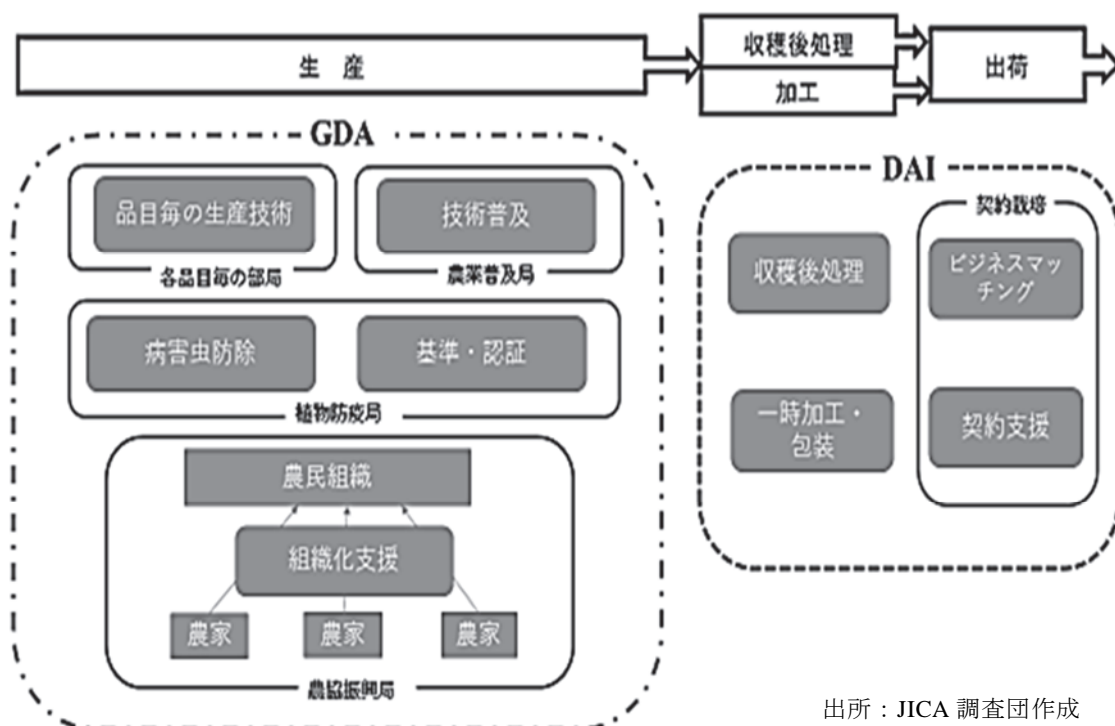 生 産
収穫後処理
加工
出荷
GDA
品目毎の生産技術
各品目毎の部局
技術普及
農薬普及局
病害虫防除
基準・認証
植物防疫局
農民組織
組織化支援
農家
農家
農家
農協振興局
DAI
収穫後処理
一時加工・
包装
契約栽培
ビジネスマッ
チング
契約支援
出所：JICA 調査団作成